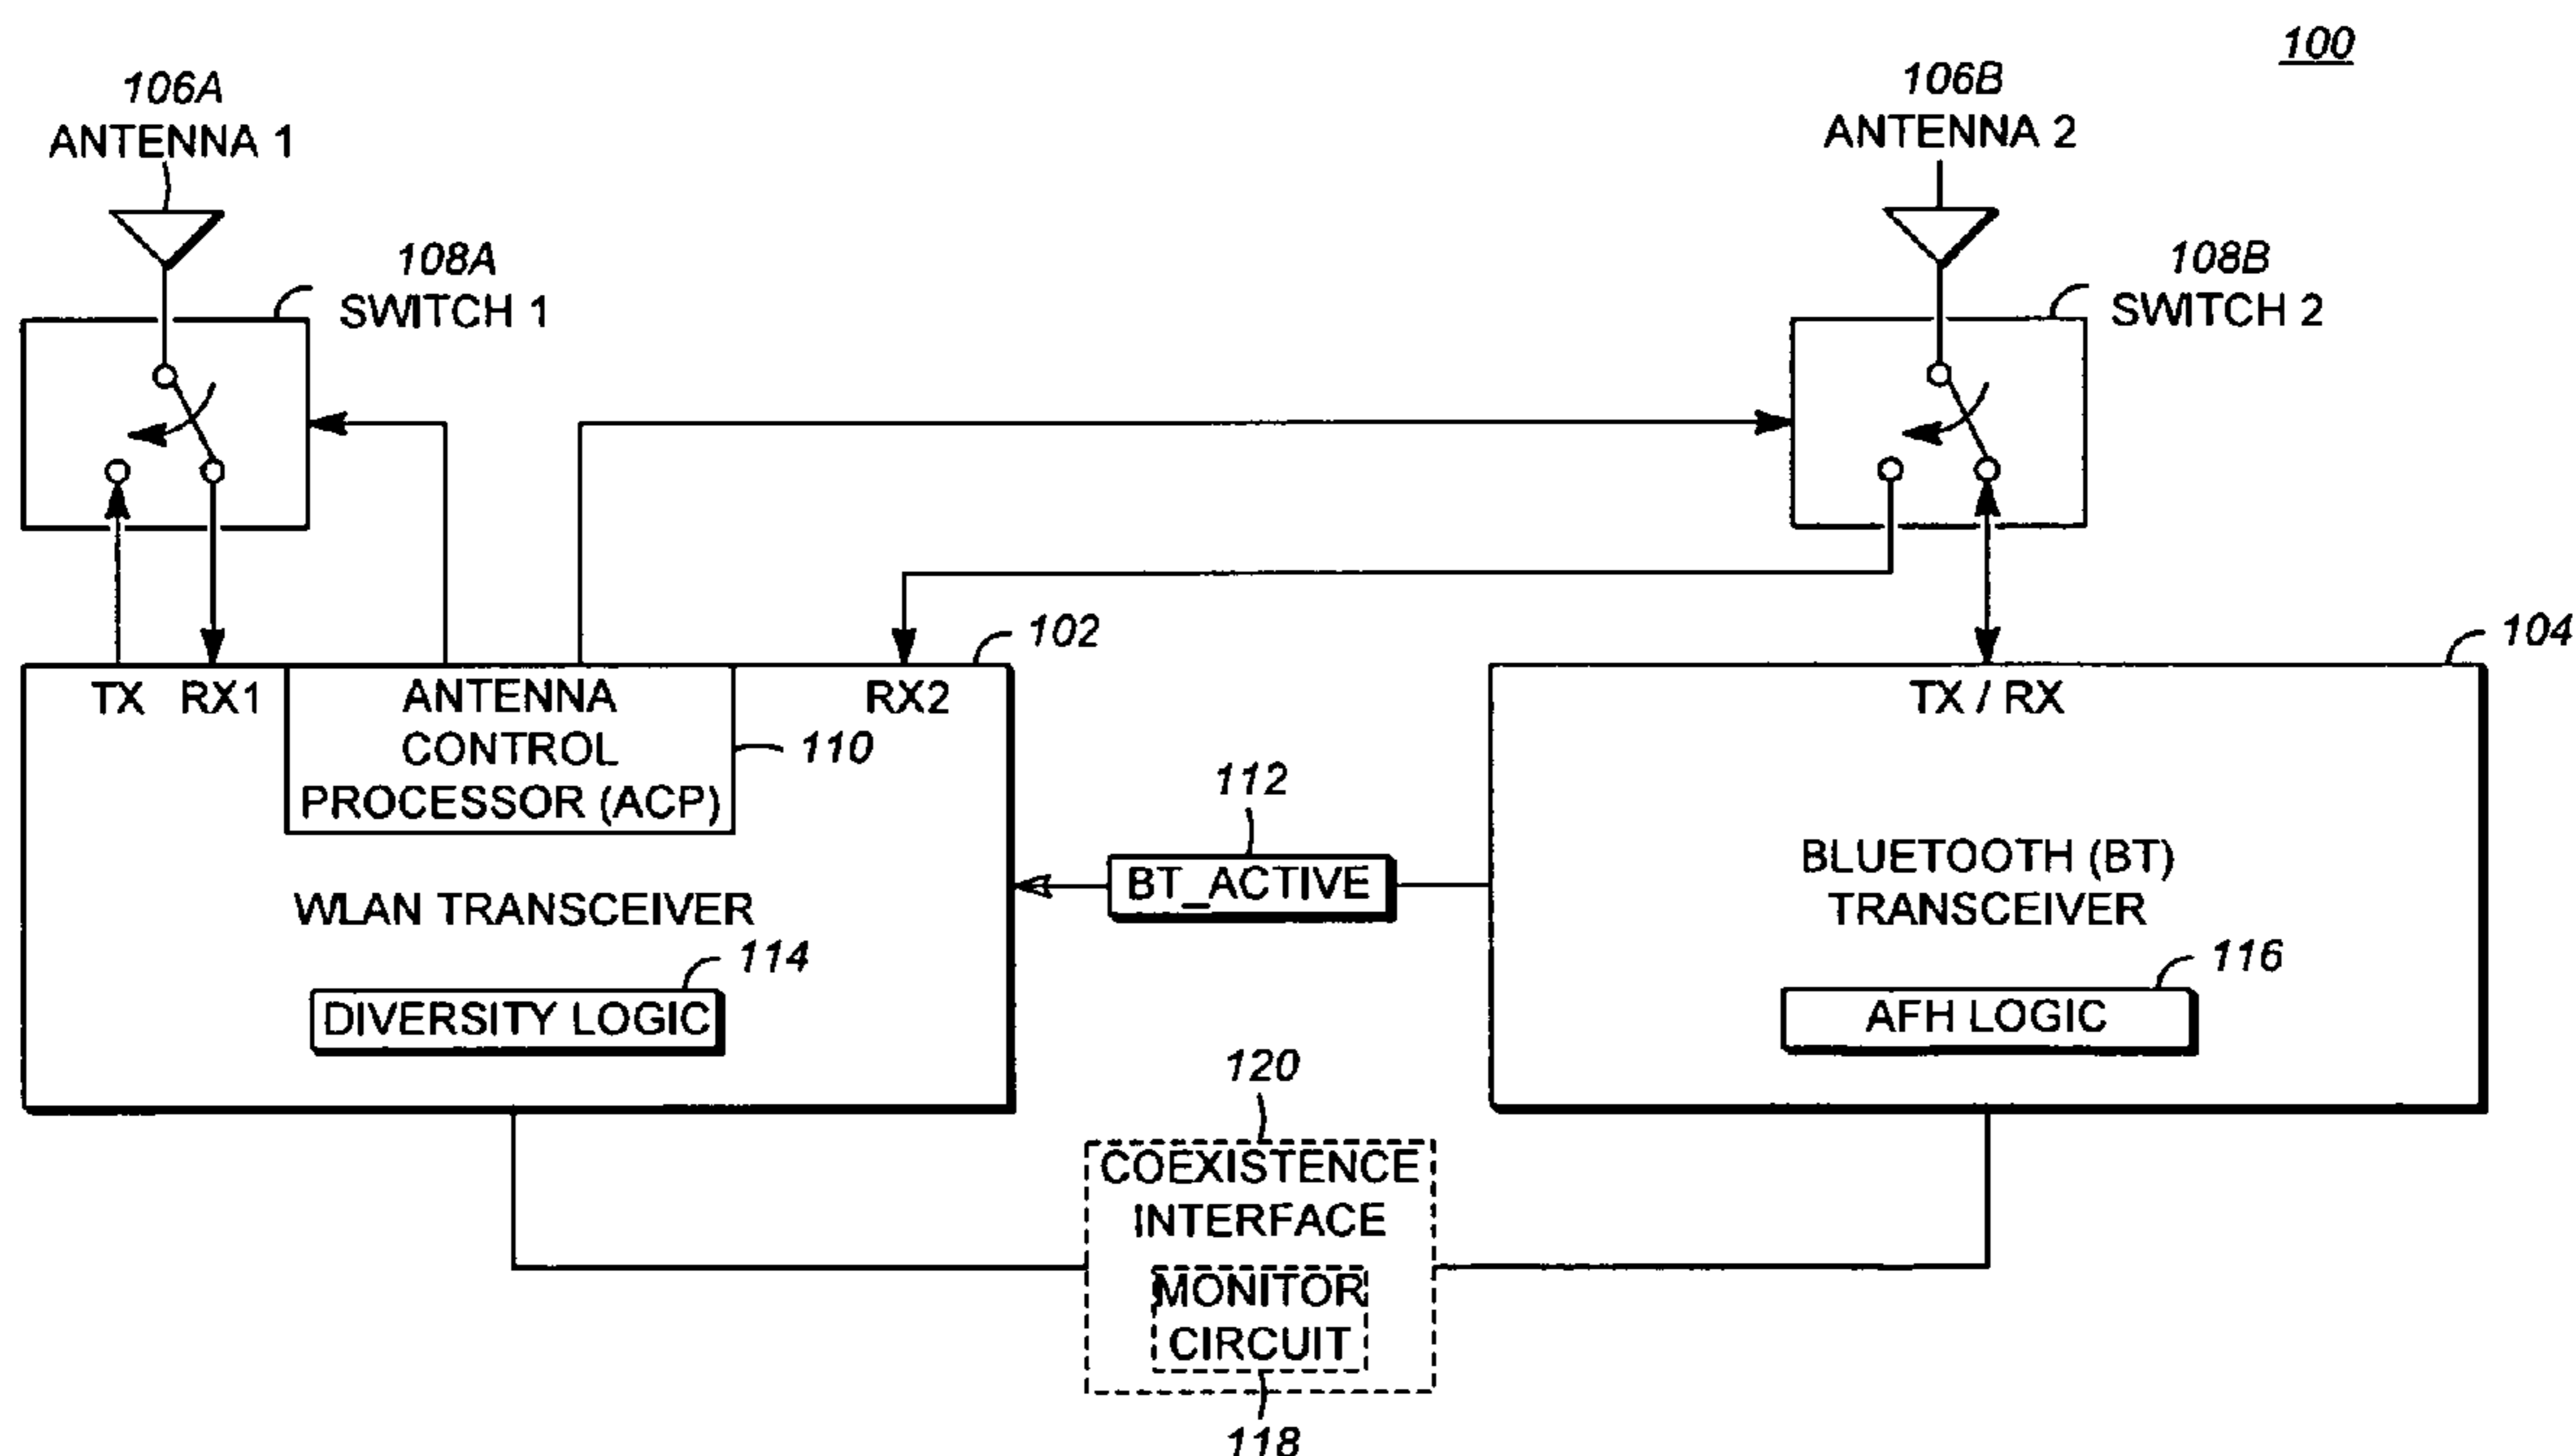 100
106A
ANTENNA 1
106B
ANTENNA 2
108A
SWITCH 1
108B
SWITCH 2
102
104
TX
RX1
ANTENNA
CONTROL
PROCESSOR (ACP)
110
RX2
TX / RX
112
BT_ACTIVE
WLAN TRANSCEIVER
BLUETOOTH (BT)
TRANSCEIVER
114
DIVERSITY LOGIC
116
AFH LOGIC
120
COEXISTENCE
INTERFACE
MONITOR
CIRCUIT
118